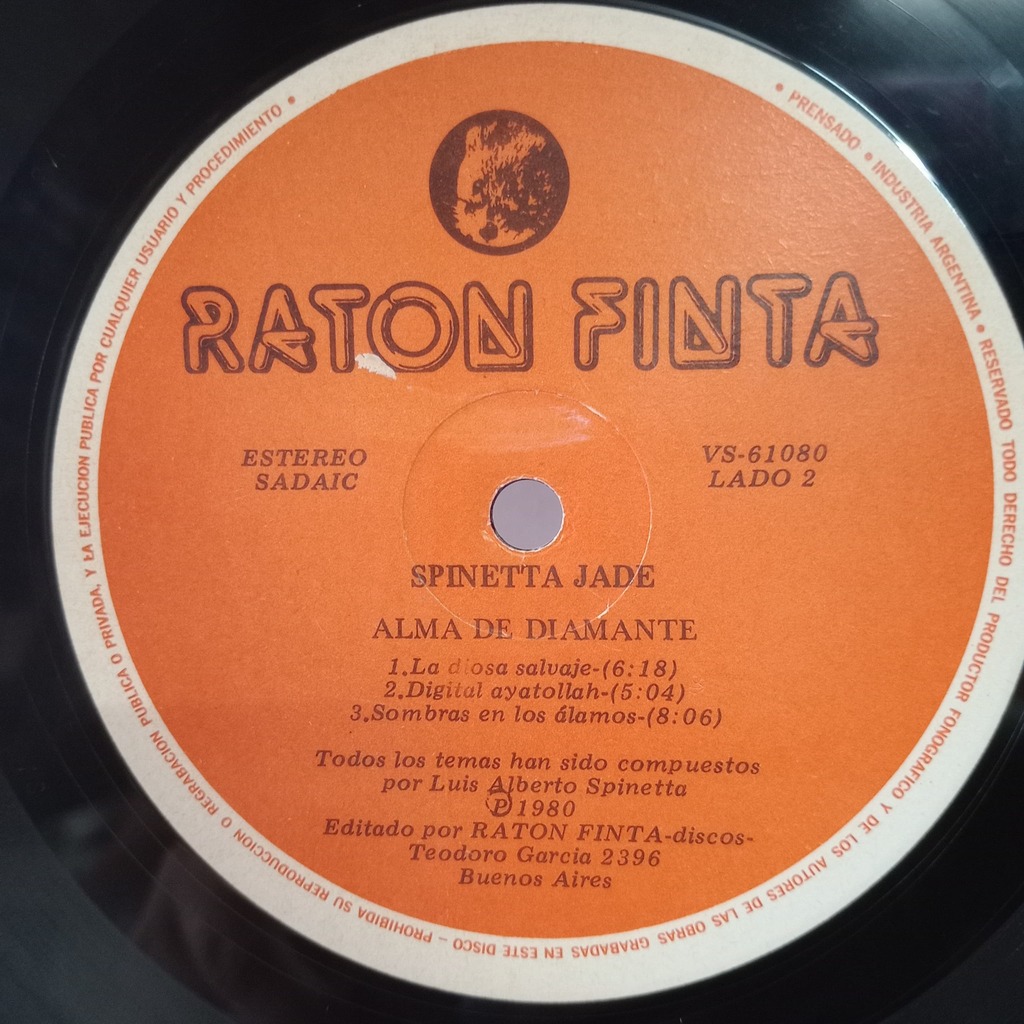 RATON FINTA
ESTEREO
SADAIC
VS-61080
LADO 2
SPINETTA JADE
ALMA DE DIAMANTE
1.La diosa salvaje-(6:18)
2.Digital ayatollah-(5:04)
3.Sombras en los álamos-(8:06)
Todos los temas han sido compuestos
por Luis Alberto Spinetta
Ⓟ1980
Editado por RATON FINTA-discos-
Teodoro Garcia 2396
Buenos Aires
• PRENSADO • INDUSTRIA ARGENTINA • RESERVADO TODO DERECHO DEL PRODUCTOR FONOGRAFICO Y DE LOS AUTORES DE LAS OBRAS GRABADAS EN ESTE DISCO – PROHIBIDA SU REPRODUCCION O REGRABACION PUBLICA O PRIVADA, Y LA EJECUCION PUBLICA POR CUALQUIER USUARIO Y PROCEDIMIENTO •